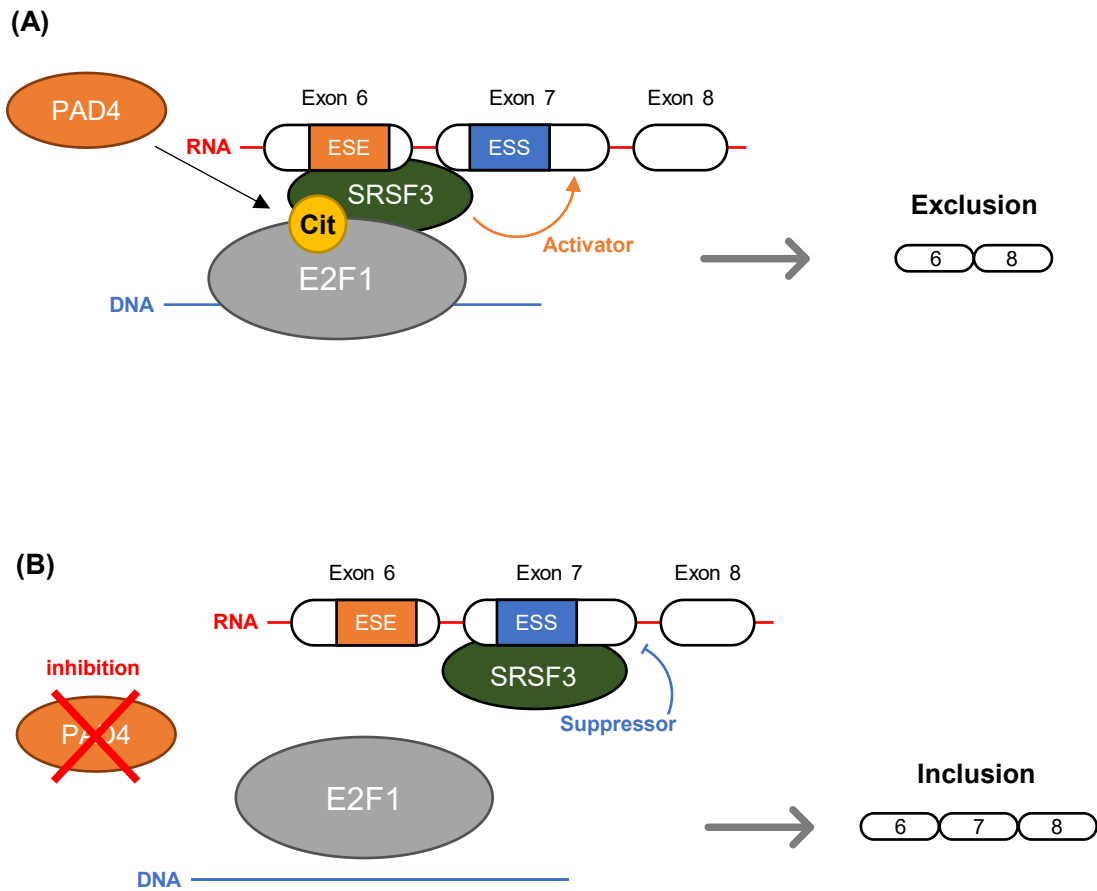 (A)
PAD4
Exon 6 Exon 7 Exon 8
RNA
ESE
ESS
SRSF3
Cit
Activator
E2F1
DNA
Exclusion
6 8
(B)
Exon 6 Exon 7 Exon 8
RNA
ESE
ESS
SRSF3
Suppressor
inhibition
PAD4
E2F1
DNA
Inclusion
6 7 8